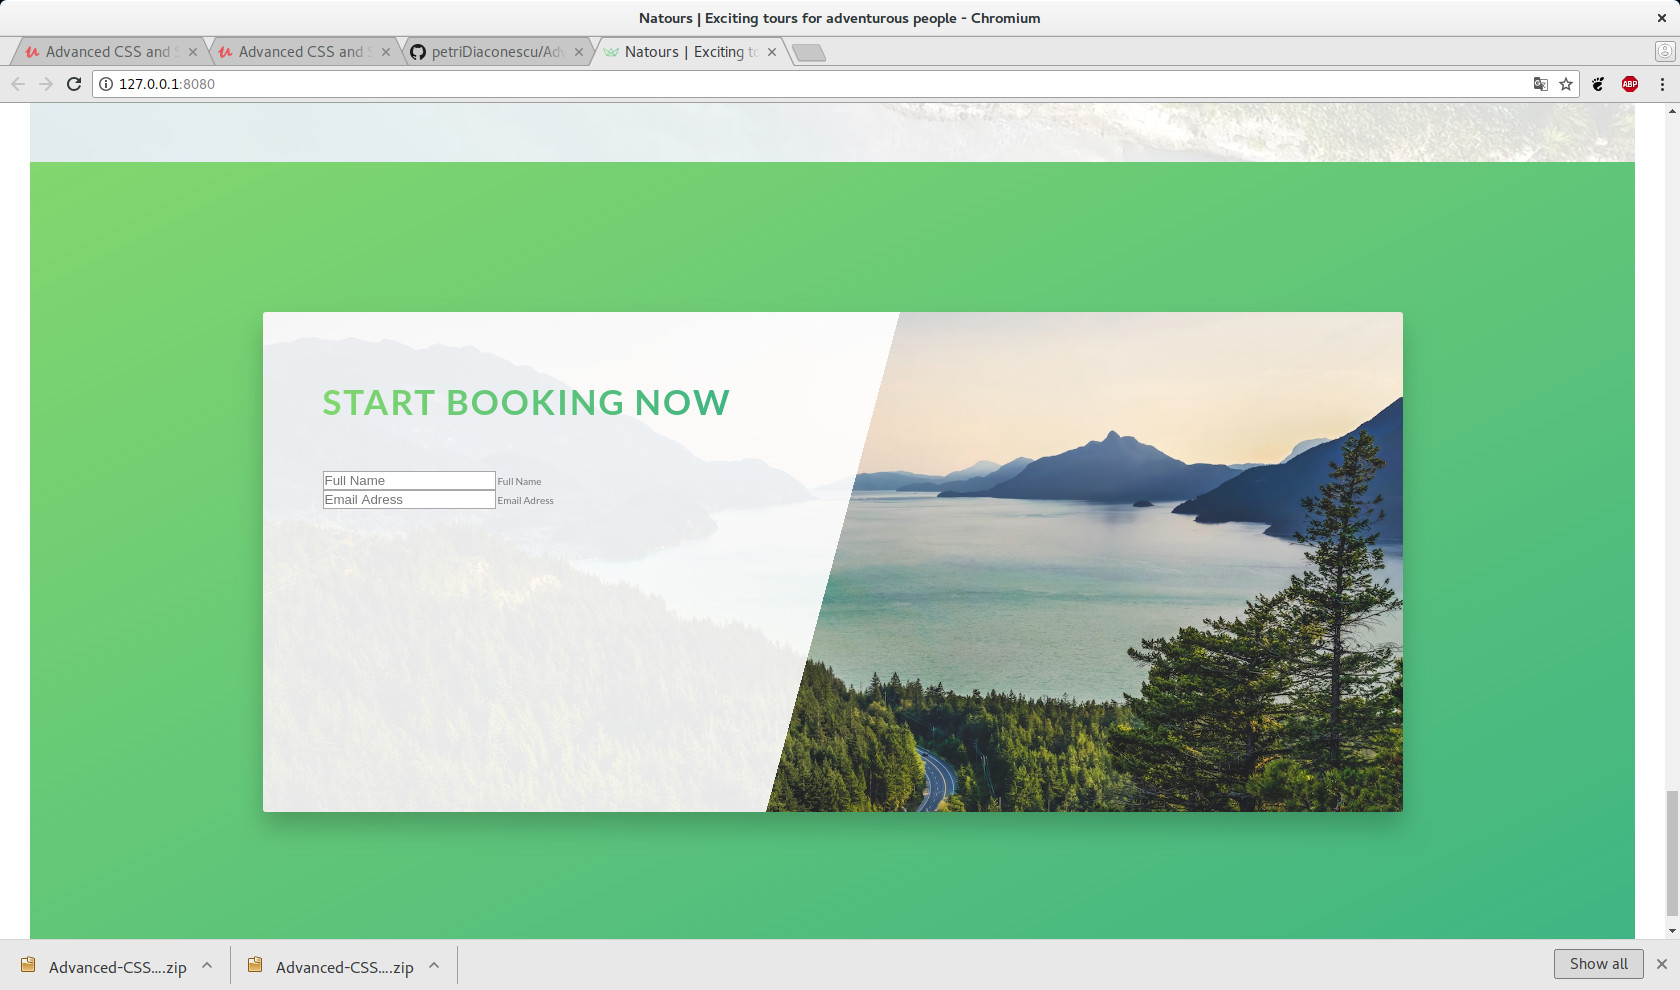 Natours | Exciting tours for adventurous people - Chromium
Advanced CSS and S
Advanced CSS and S
petriDiaconescu/Adv
Natours | Exciting to
127.0.0.1:8080
ABP
START BOOKING NOW
Full Name Full Name
Email Adress Email Adress
Advanced-CSS....zip
Advanced-CSS....zip
Show all